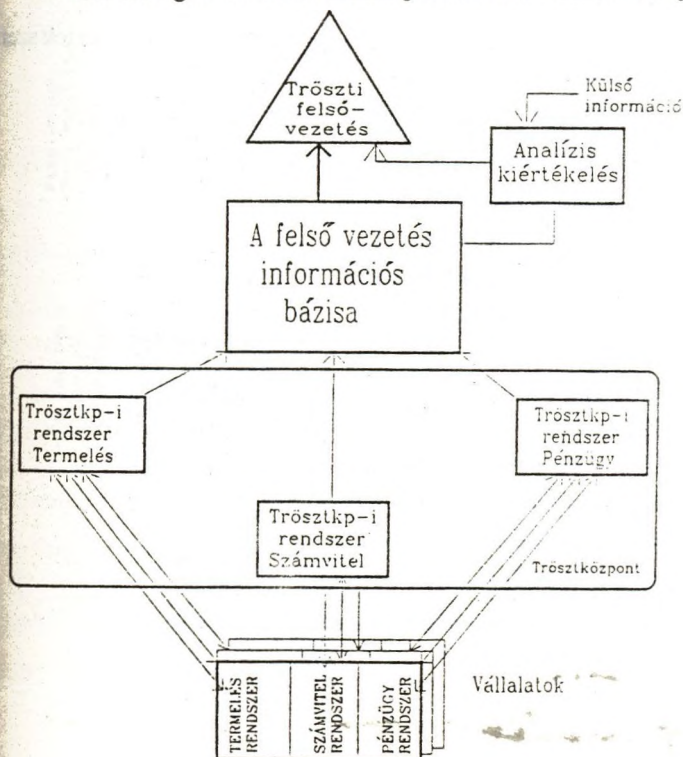 Tröszti
felső-
vezetés
Külső
információ
Analízis
kiértékelés
A felső vezetés
információs
bázisa
Trösztkp-i
rendszer
Termelés
Trösztkp-i
rendszer
Pénzügy
Trösztkp-i
rendszer
Számvitel
Trösztközpont
Vállalatok
TERMELÉS
RENDSZER
SZÁMVITEL
RENDSZER
PÉNZÜGY
RENDSZER